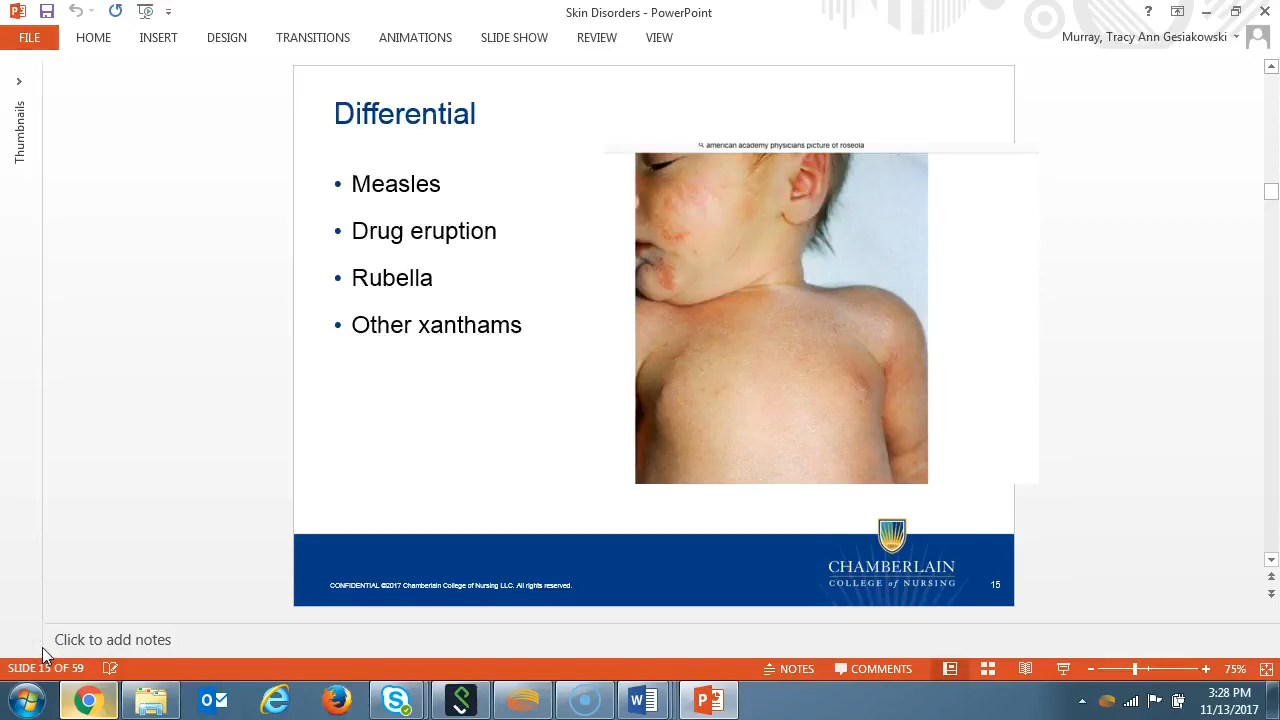 Skin Disorders - PowerPoint
?
FILE HOME INSERT DESIGN TRANSITIONS ANIMATIONS SLIDE SHOW REVIEW VIEW Murray, Tracy Ann Gesiakowski
Thumbnails
Differential
american academy physicians picture of roseola
• Measles
• Drug eruption
• Rubella
• Other xanthams
CHAMBERLAIN
COLLEGE of NURSING
CONFIDENTIAL ©2017 Chamberlain College of Nursing LLC. All rights reserved.
15
Click to add notes
SLIDE 15 OF 59 NOTES COMMENTS 75%
3:28 PM
11/13/2017